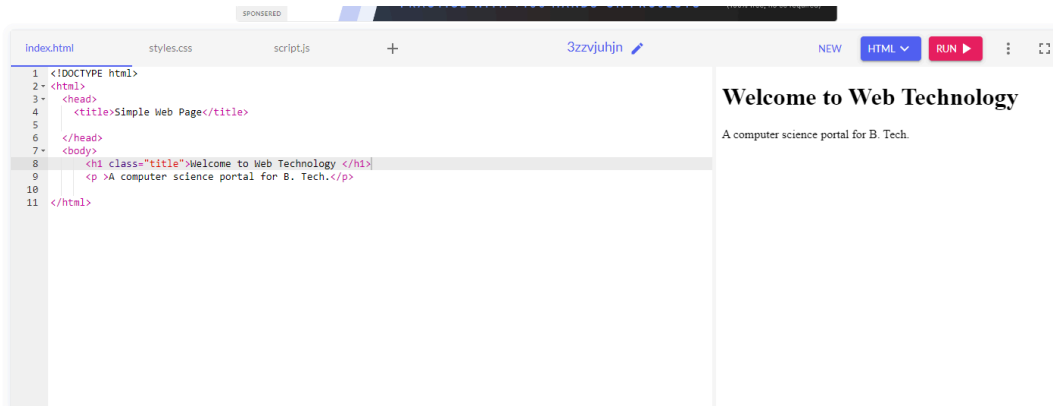 SPONSERED
index.html styles.css script.js + 3zzvjuhjn NEW HTML RUN
1 <!DOCTYPE html>
2 <html>
3 <head>
4 <title>Simple Web Page</title>
5
6 </head>
7 <body>
8 <h1 class="title">Welcome to Web Technology </h1>
9 <p >A computer science portal for B. Tech.</p>
10
11 </html>
Welcome to Web Technology
A computer science portal for B. Tech.